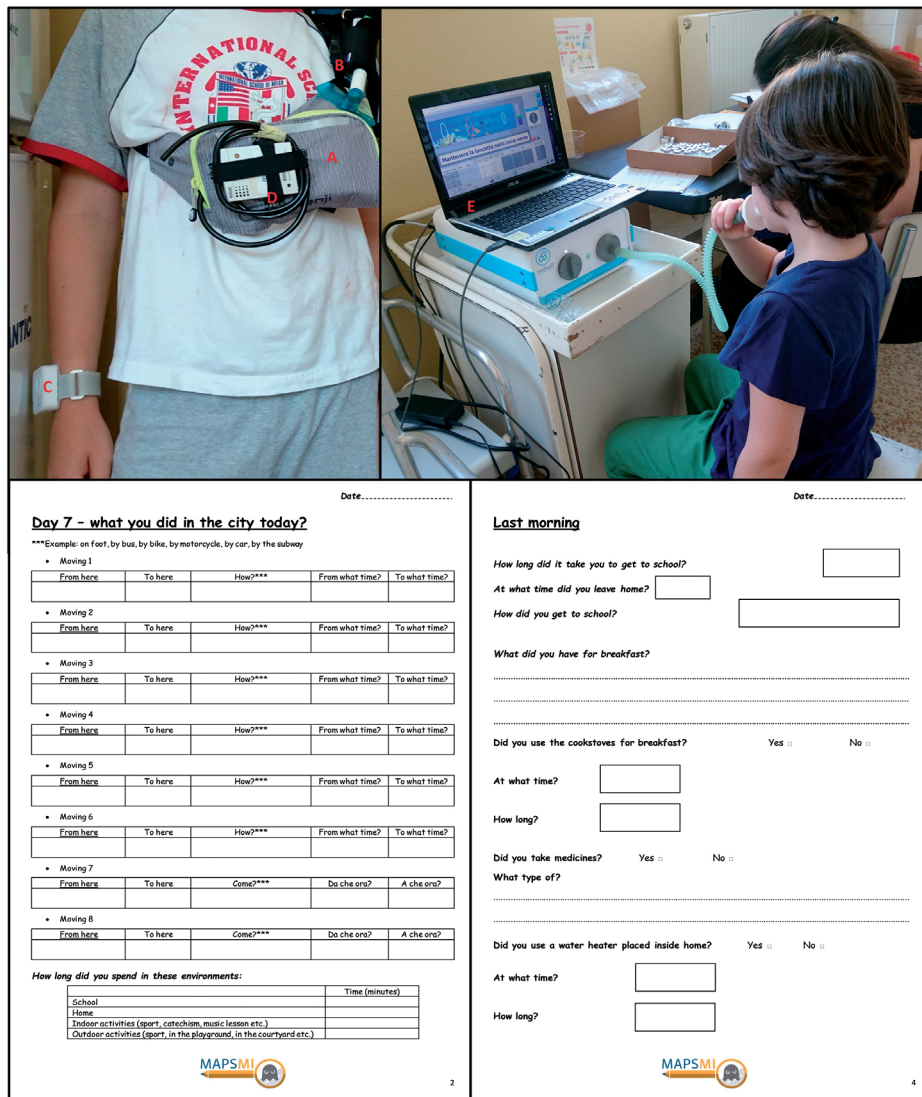 INTERNATIONAL SC
INTERNATIONAL SCHOOL OF MILAN
B
A
D
C
ANTIC
Mantenere la lancetta nella zona verde
E
Date
Day 7 – what you did in the city today?
***Example: on foot, by bus, by bike, by motorcycle, by car, by the subway
• Moving 1
From here To here How?*** From what time? To what time?
• Moving 2
From here To here How?*** From what time? To what time?
• Moving 3
From here To here How?*** From what time? To what time?
• Moving 4
From here To here How?*** From what time? To what time?
• Moving 5
From here To here How?*** From what time? To what time?
• Moving 6
From here To here How?*** From what time? To what time?
• Moving 7
From here To here Come?*** Da che ora? A che ora?
• Moving 8
From here To here Come?*** Da che ora? A che ora?
How long did you spend in these environments:
Time (minutes)
School
Home
Indoor activities (sport, catechism, music lesson etc.)
Outdoor activities (sport, in the playground, in the courtyard etc.)
MAPSMI
2
Date
Last morning
How long did it take you to get to school?
At what time did you leave home?
How did you get to school?
What did you have for breakfast?
Did you use the cookstoves for breakfast? Yes □ No □
At what time?
How long?
Did you take medicines? Yes □ No □
What type of?
Did you use a water heater placed inside home? Yes □ No □
At what time?
How long?
MAPSMI
4